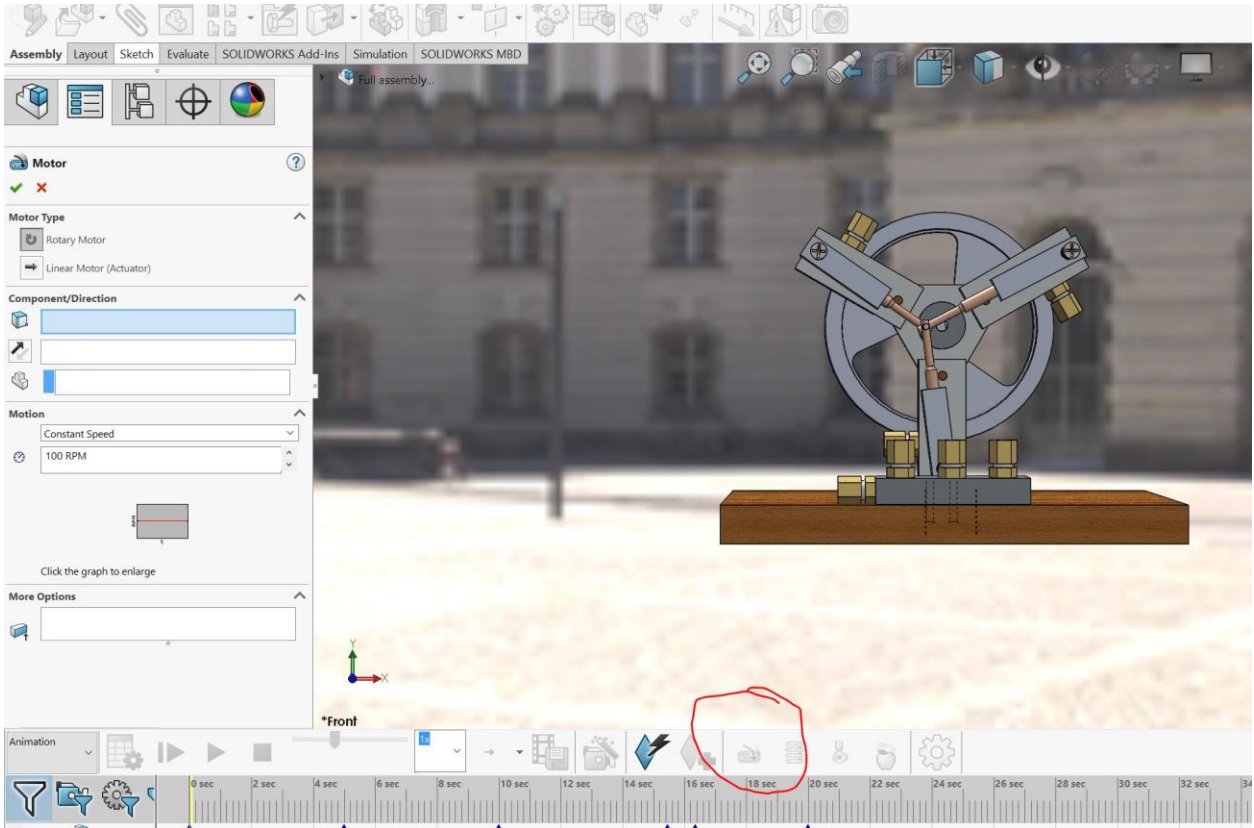 Assembly Layout Sketch Evaluate SOLIDWORKS Add-Ins Simulation SOLIDWORKS MBD
Full assembly...
Motor
?
Motor Type
Rotary Motor
Linear Motor (Actuator)
Component/Direction
Motion
Constant Speed
100 RPM
Click the graph to enlarge
More Options
Y
X
*Front
Animation
1x
0 sec 2 sec 4 sec 6 sec 8 sec 10 sec 12 sec 14 sec 16 sec 18 sec 20 sec 22 sec 24 sec 26 sec 28 sec 30 sec 32 sec 34